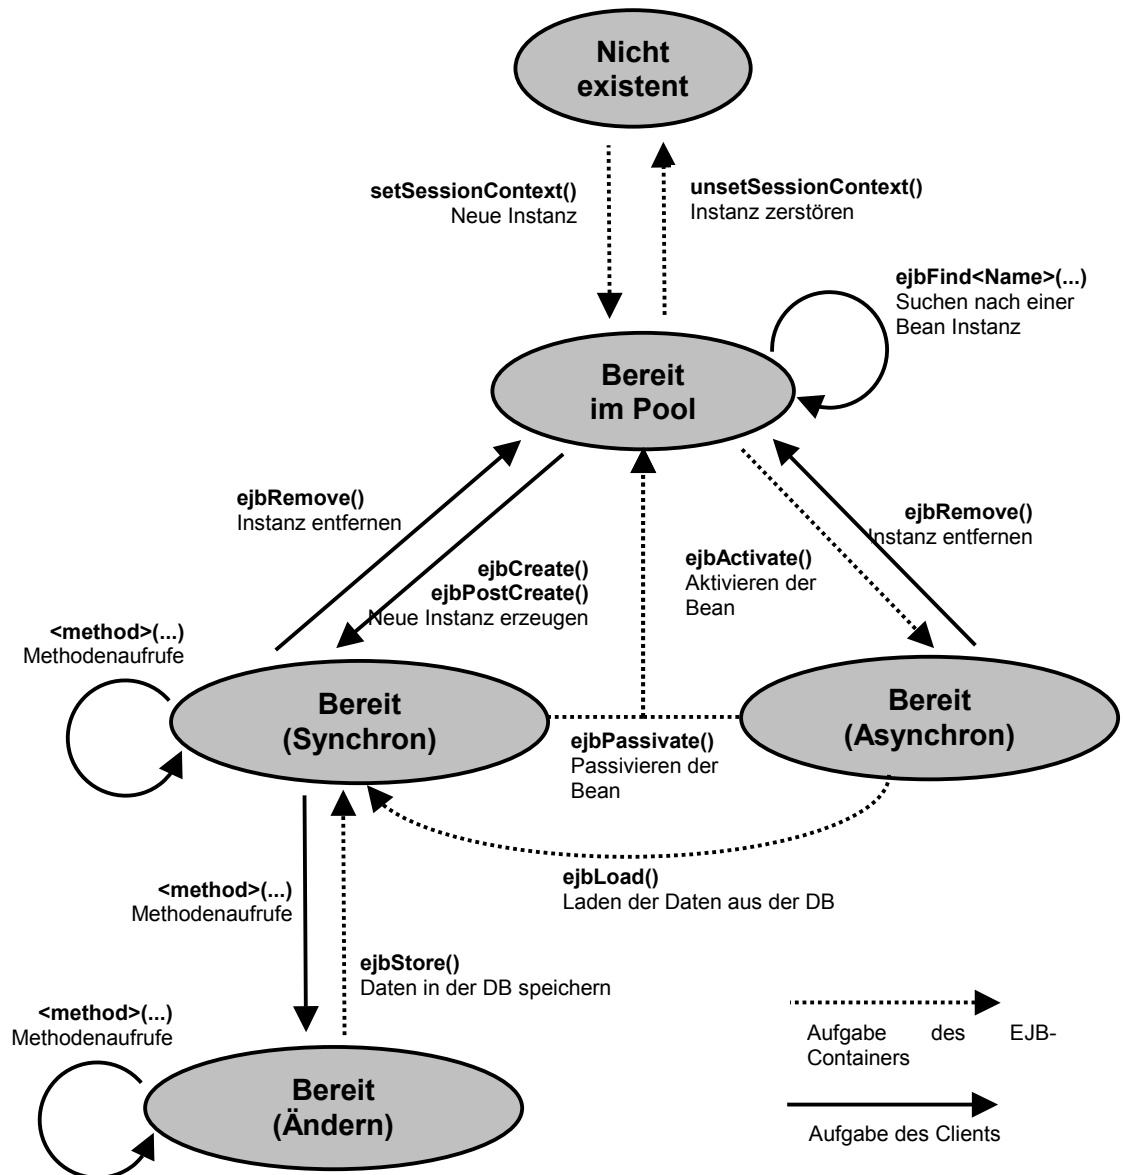 Nicht
existent
setSessionContext()
Neue Instanz
unsetSessionContext()
Instanz zerstören
ejbFind<Name>(...)
Suchen nach einer
Bean Instanz
Bereit
im Pool
ejbRemove()
Instanz entfernen
ejbRemove()
Instanz entfernen
ejbCreate()
ejbPostCreate()
Neue Instanz erzeugen
ejbActivate()
Aktivieren der
Bean
<method>(...)
Methodenaufrufe
Bereit
(Synchron)
Bereit
(Asynchron)
ejbPassivate()
Passivieren der
Bean
ejbLoad()
Laden der Daten aus der DB
<method>(...)
Methodenaufrufe
ejbStore()
Daten in der DB speichern
<method>(...)
Methodenaufrufe
Bereit
(Ändern)
Aufgabe des EJB-
Containers
Aufgabe des Clients